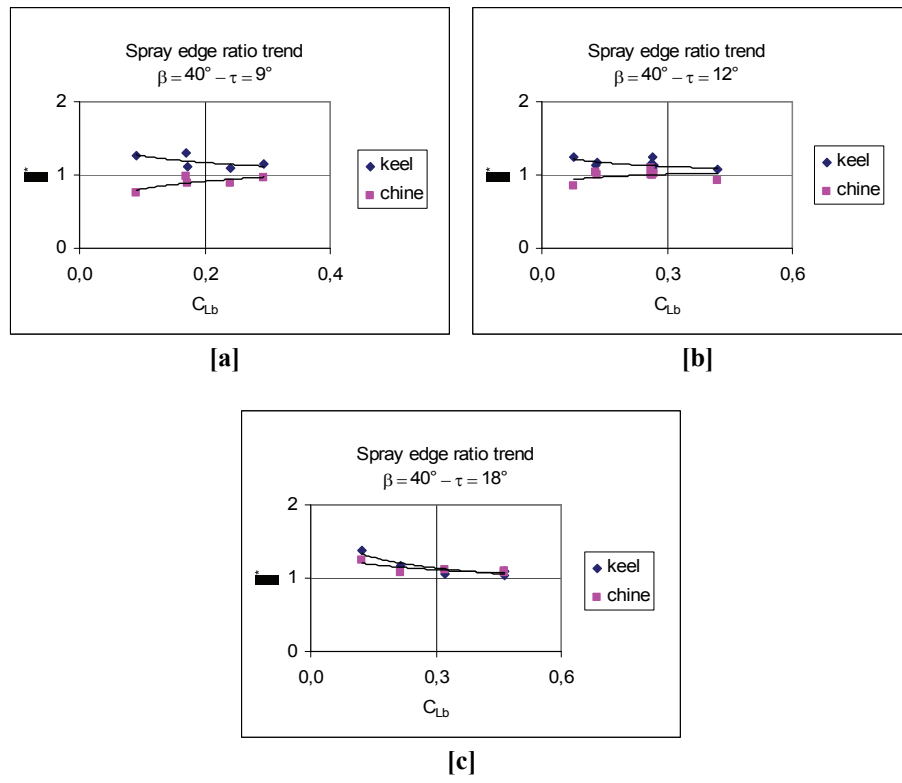 Spray edge ratio trend
β = 40° − τ = 9°
2
1
0
0,0 0,2 0,4
C_Lb
keel
chine
*
[a]
Spray edge ratio trend
β = 40° − τ = 12°
2
1
0
0,0 0,3 0,6
C_Lb
keel
chine
*
[b]
Spray edge ratio trend
β = 40° − τ = 18°
2
1
0
0,0 0,3 0,6
C_Lb
keel
chine
*
[c]